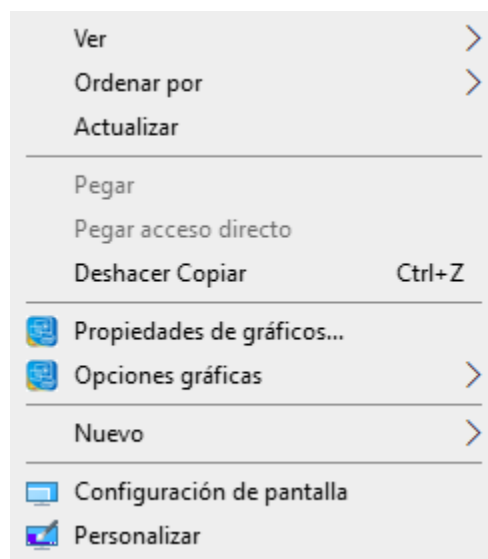 Ver
Ordenar por
Actualizar
Pegar
Pegar acceso directo
Deshacer Copiar Ctrl+Z
Propiedades de gráficos...
Opciones gráficas
Nuevo
Configuración de pantalla
Personalizar